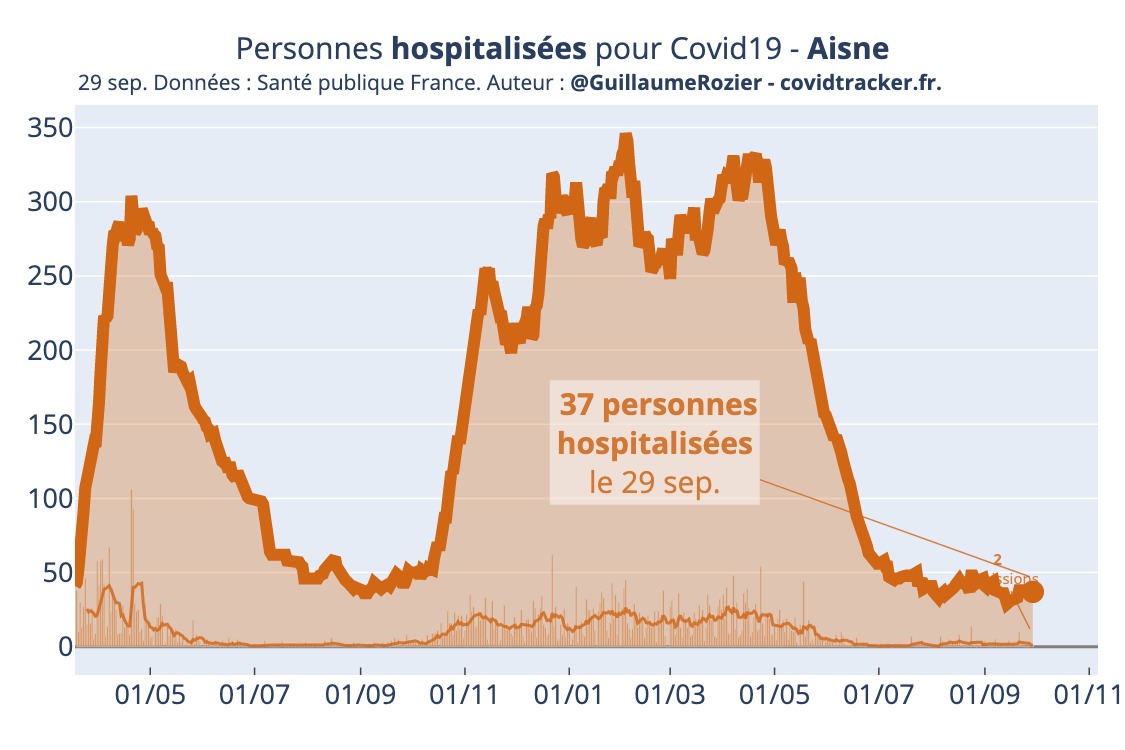 Personnes hospitalisées pour Covid19 - Aisne
29 sep. Données : Santé publique France. Auteur : @GuillaumeRozier - covidtracker.fr.
350
300
250
200
150
100
50
0
37 personnes
hospitalisées
le 29 sep.
2
01/05 01/07 01/09 01/11 01/01 01/03 01/05 01/07 01/09 01/11